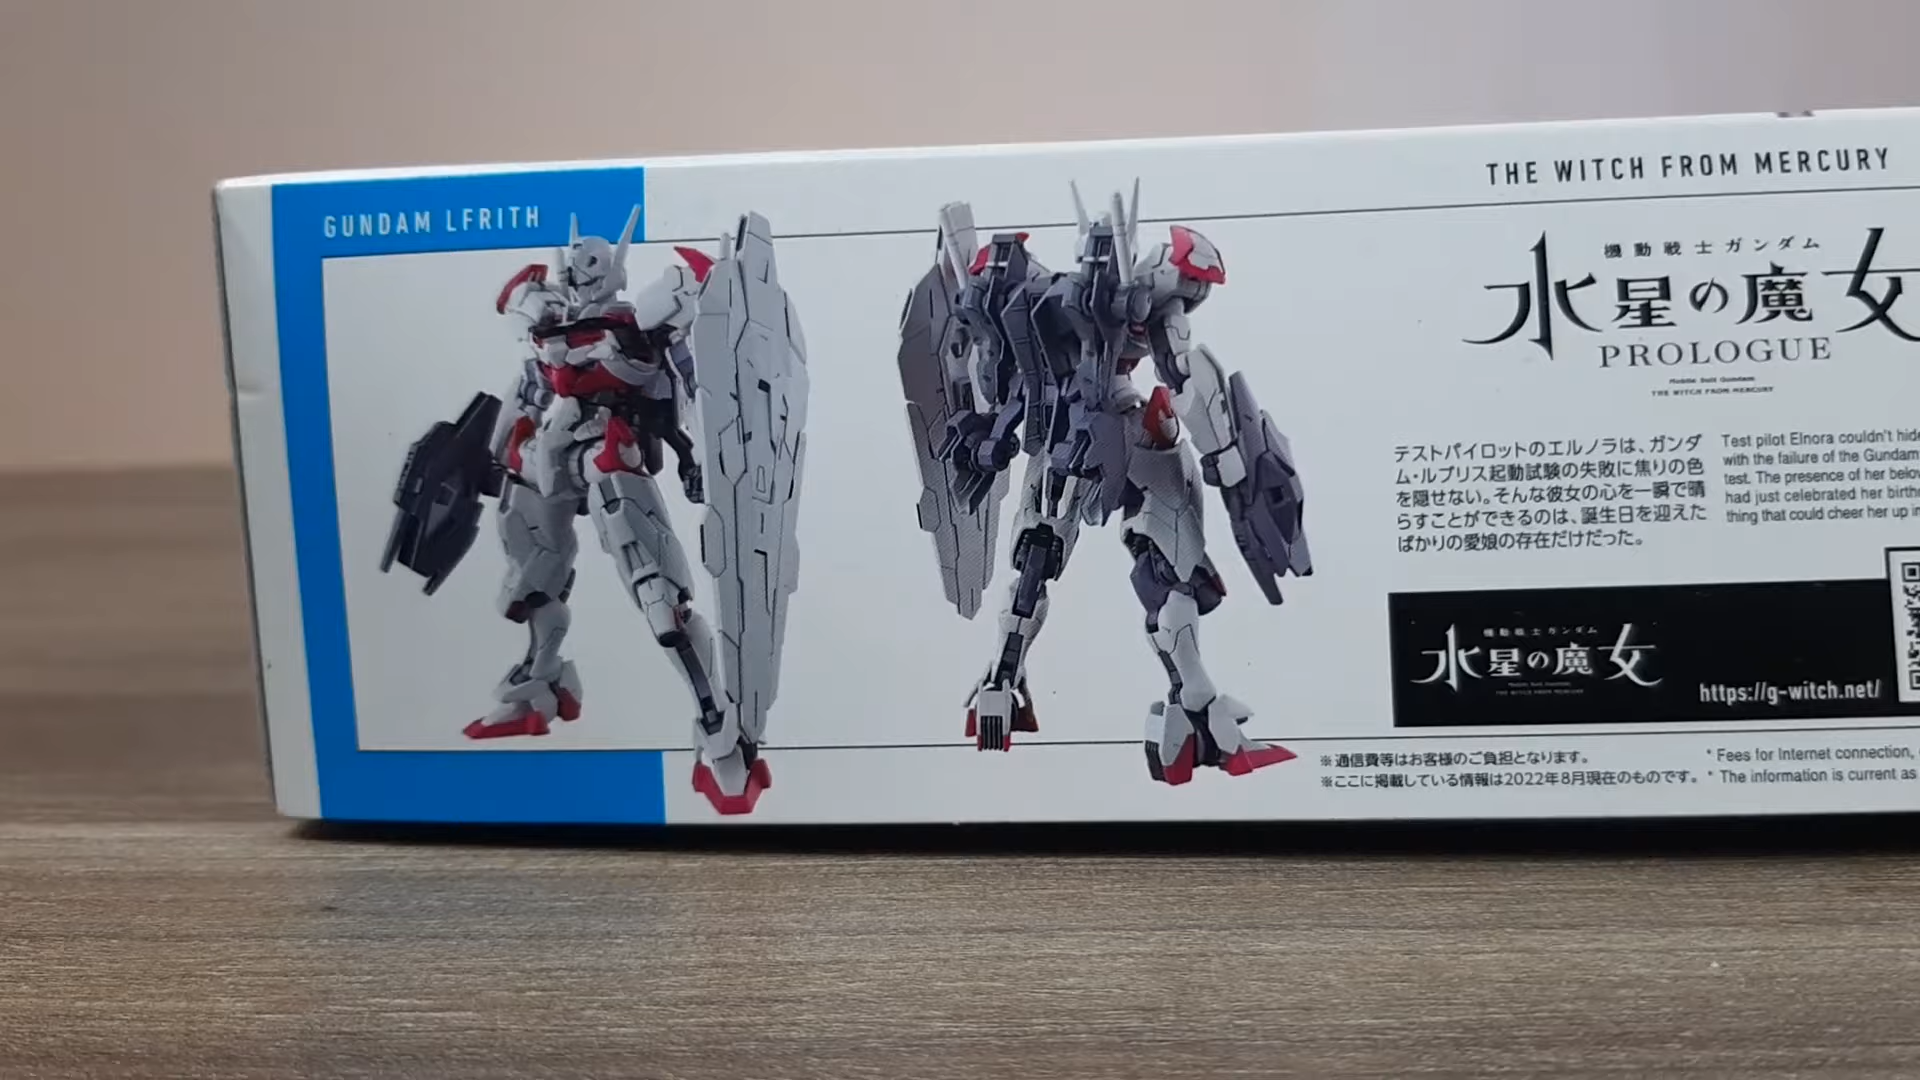 GUNDAM LFRITH
THE WITCH FROM MERCURY
機動戦士ガンダム
水星の魔女
PROLOGUE
Mobile Suit Gundam
THE WITCH FROM MERCURY
テストパイロットのエルノラは、ガンダ
ム・ルブリス起動試験の失敗に焦りの色
を隠せない。そんな彼女の心を一瞬で晴
らすことができるのは、誕生日を迎えた
ばかりの愛娘の存在だけだった。
Test pilot Elnora couldn't
with the failure of the Gundam
test. The presence of her
had just celebrated her
thing that could cheer her up
機動戦士ガンダム
水星の魔女
https://g-witch.net/
※通信費等はお客様のご負担となります。
※ここに掲載している情報は2022年8月現在のものです。
* Fees for Internet connection,
* The information is current as